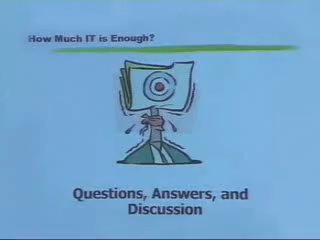 How Much IT is Enough?
Questions, Answers, and
Discussion